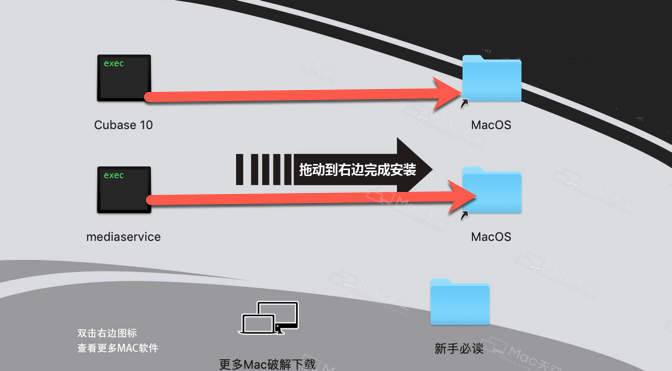 exec
Cubase 10
MacOS
拖动到右边完成安装
exec
mediaservice
MacOS
双击右边图标
查看更多MAC软件
更多Mac破解下载
新手必读